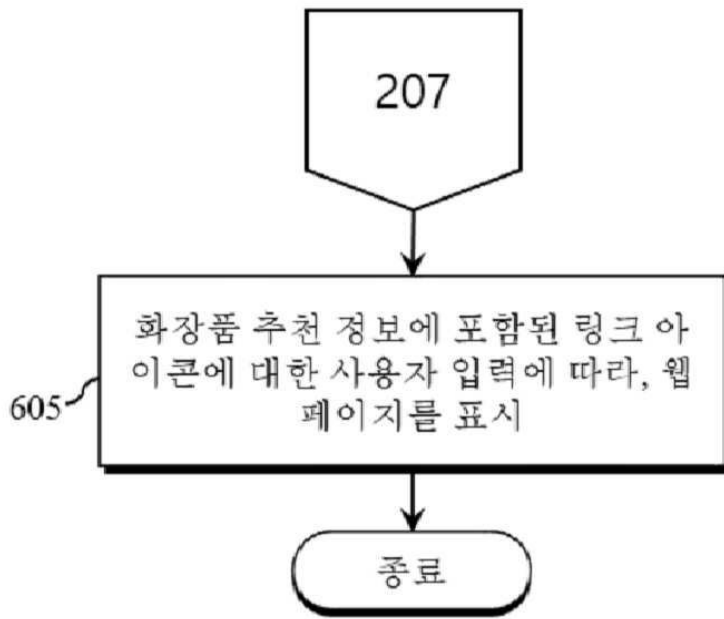 207
화장품 추천 정보에 포함된 링크 아
이콘에 대한 사용자 입력에 따라, 웹
페이지를 표시
605
종료